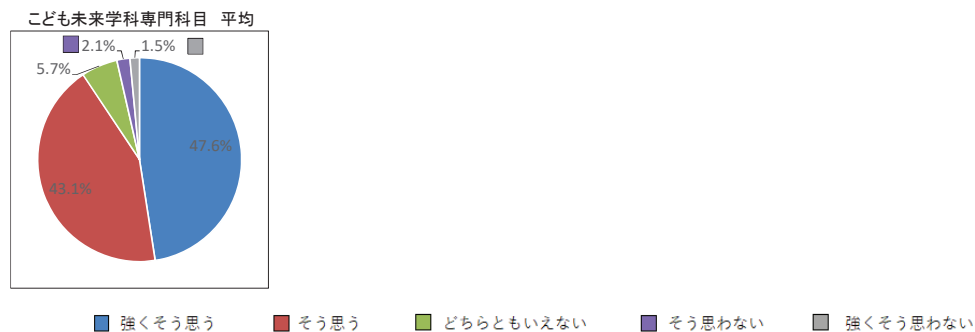 こども未来学科専門科目　平均
2.1% 1.5%
5.7%
47.6%
43.1%
強くそう思う そう思う どちらともいえない そう思わない 強くそう思わない